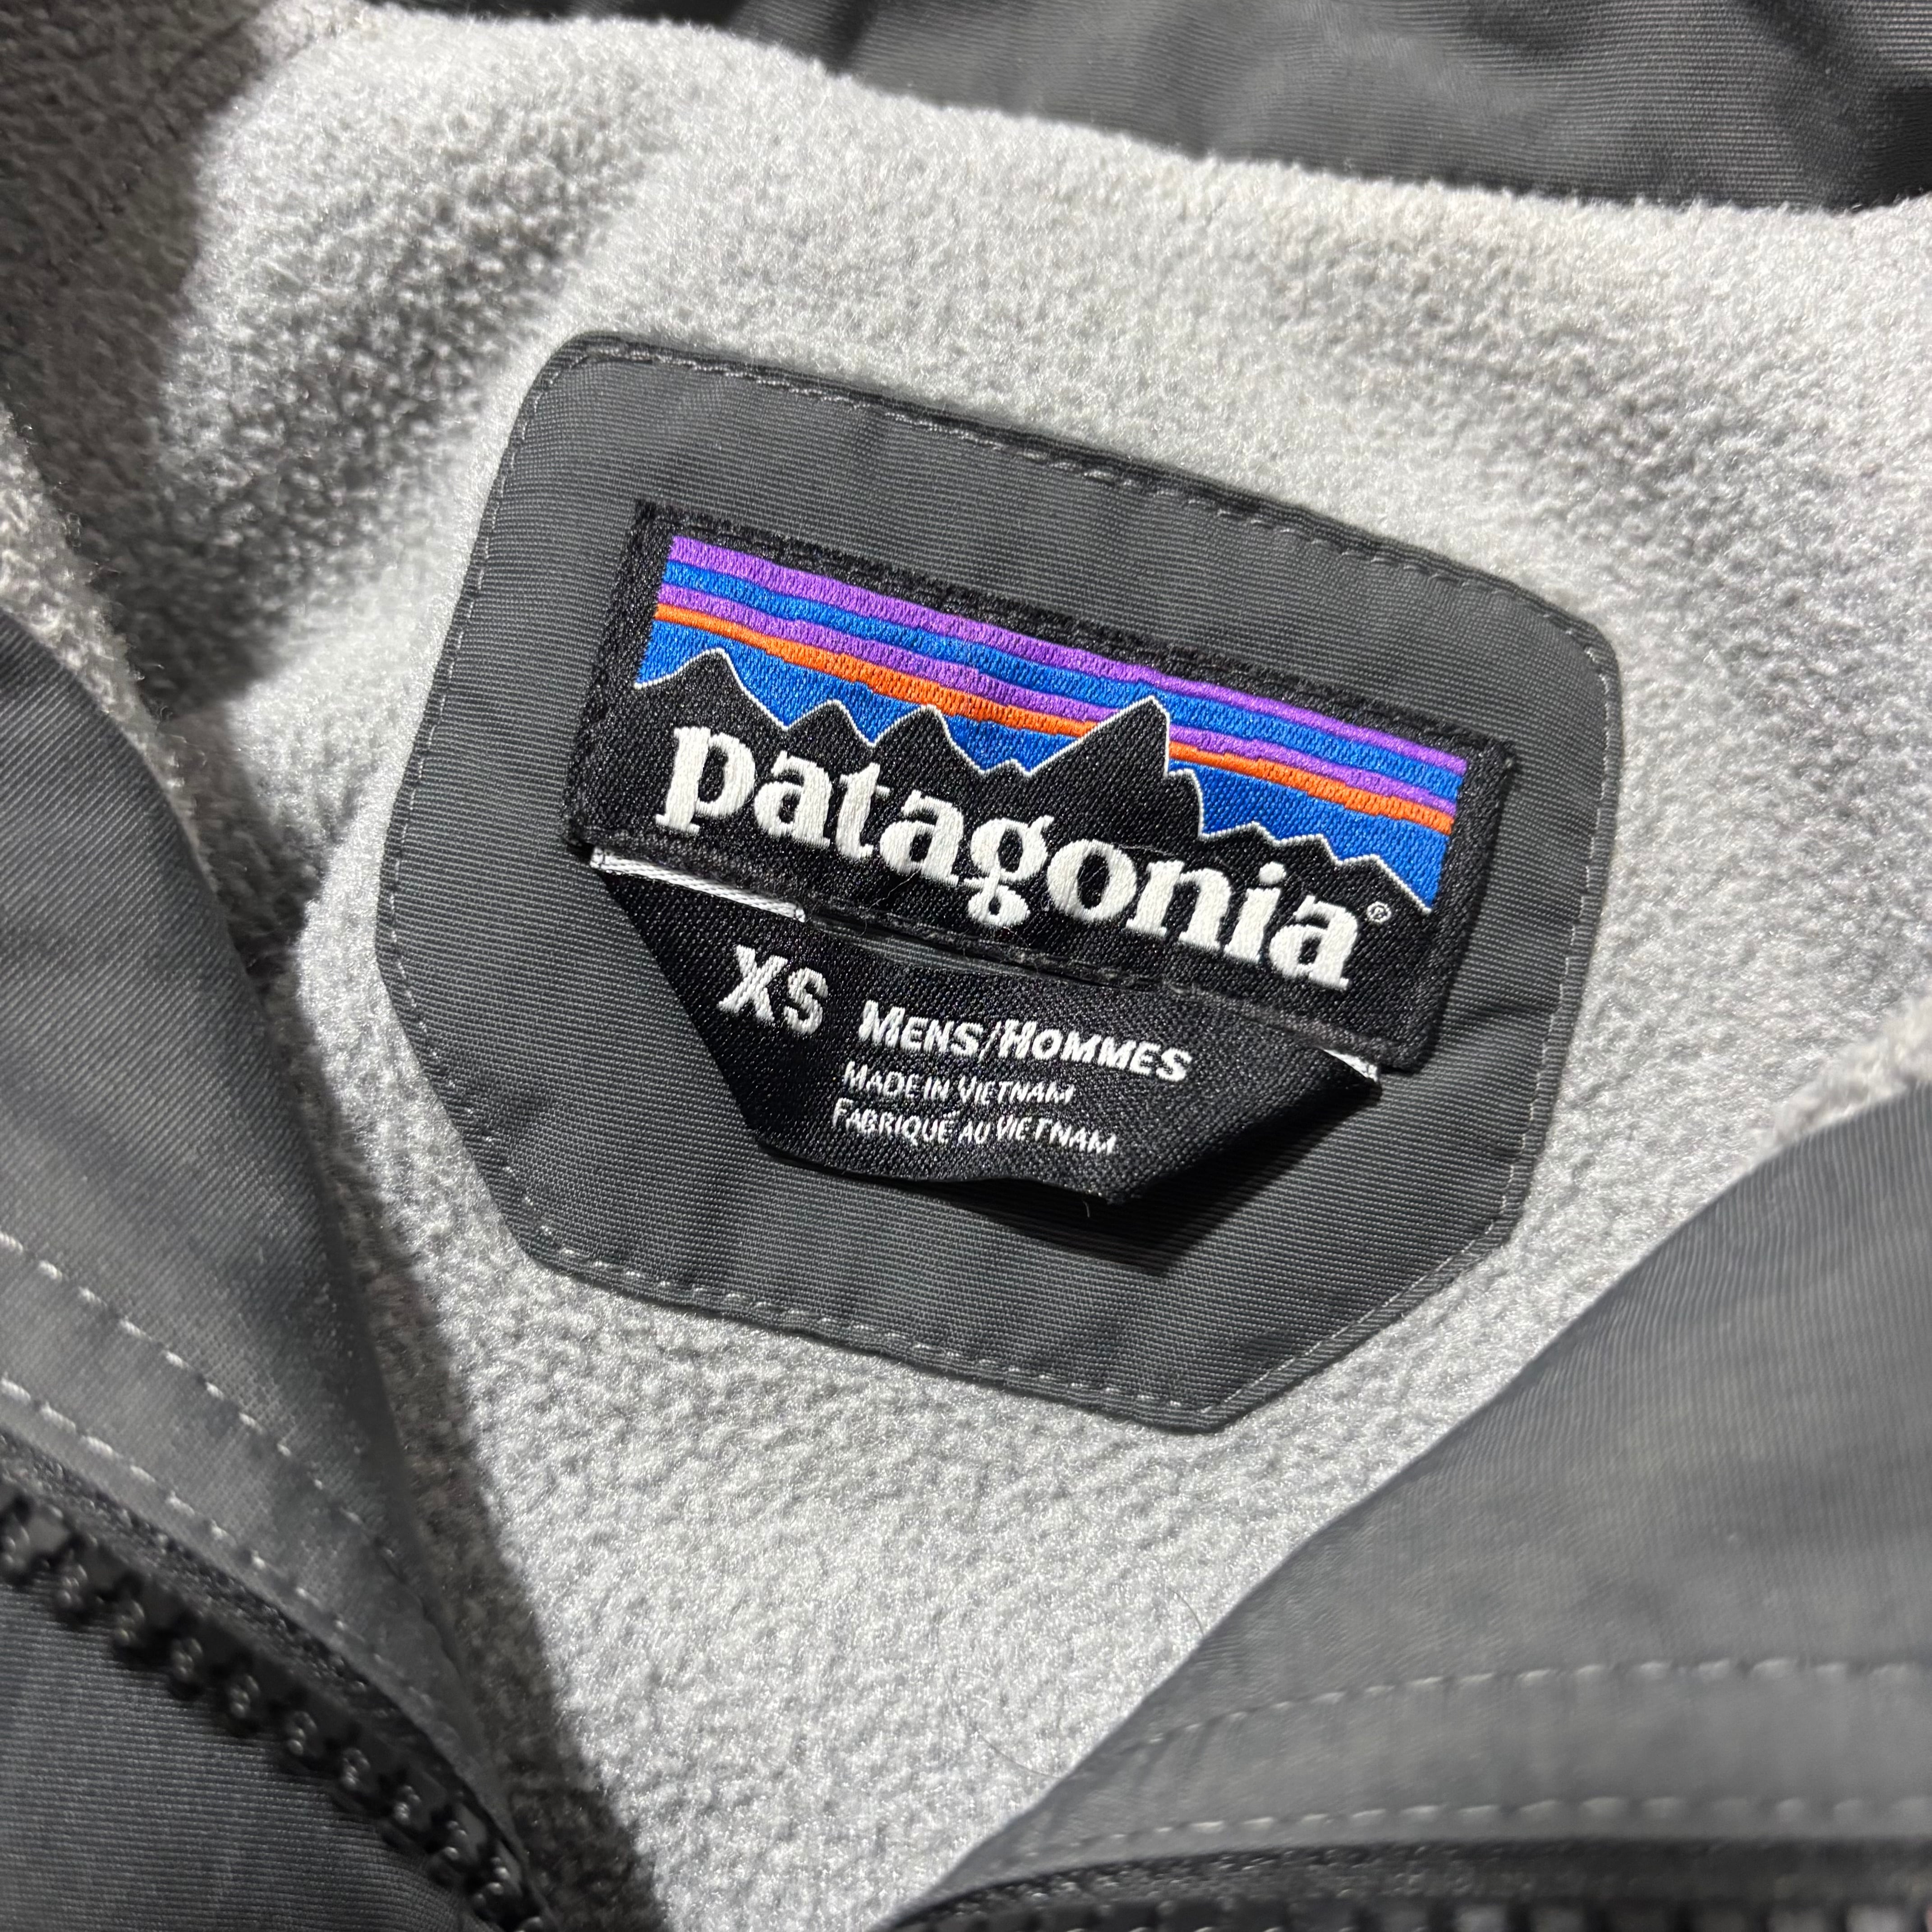 patagonia®
XS MENS/HOMMES
MADE IN VIETNAM
FABRIQUÉ AU VIETNAM